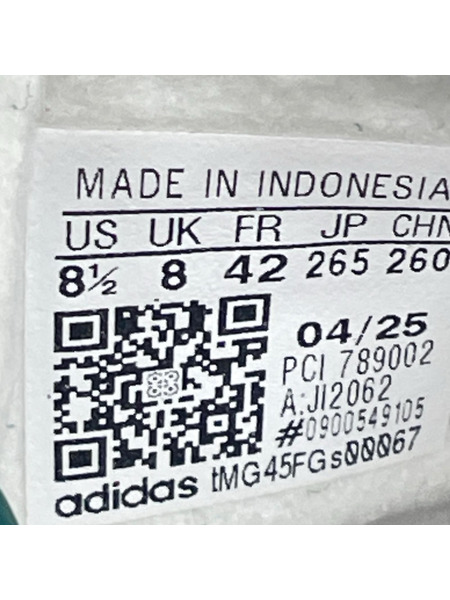 MADE IN INDONESIA
US UK FR JP CHN
8½ 8 42 265 260
04/25
PCI 789002
A:JI2062
#0900549105
adidas tMG45FGs00067